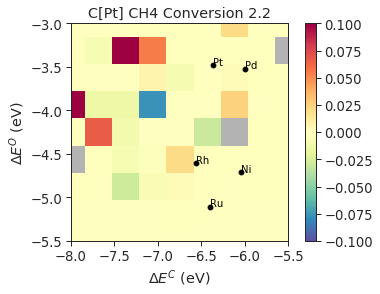 C[Pt] CH4 Conversion 2.2
−3.0
−3.5
−4.0
−4.5
−5.0
−5.5
ΔE^O (eV)
Pt
Pd
Rh
Ni
Ru
−8.0 −7.5 −7.0 −6.5 −6.0 −5.5
ΔE^C (eV)
0.100
0.075
0.050
0.025
0.000
−0.025
−0.050
−0.075
−0.100